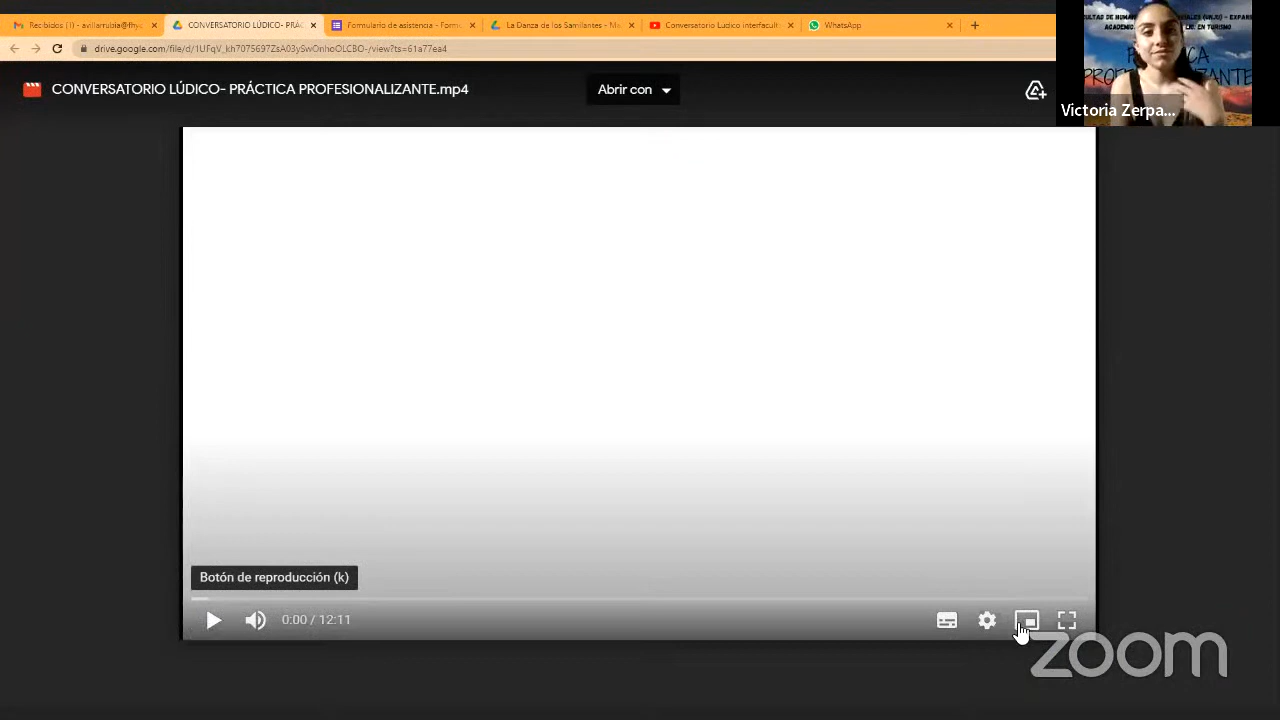 Recibidos (1) - avillarrubia@fhyc
CONVERSATORIO LÚDICO- PRÁC
Formulario de asistencia - Form
La Danza de los Samilantes - Mi
Conversatorio Ludico interfacult
WhatsApp
drive.google.com/file/d/1UFqV_kh7075697ZsA03ySwOnhoOLCBO-/view?ts=61a77ea4
CONVERSATORIO LÚDICO- PRÁCTICA PROFESIONALIZANTE.mp4
Abrir con
Victoria Zerpa...
Botón de reproducción (k)
0:00 / 12:11
zoom